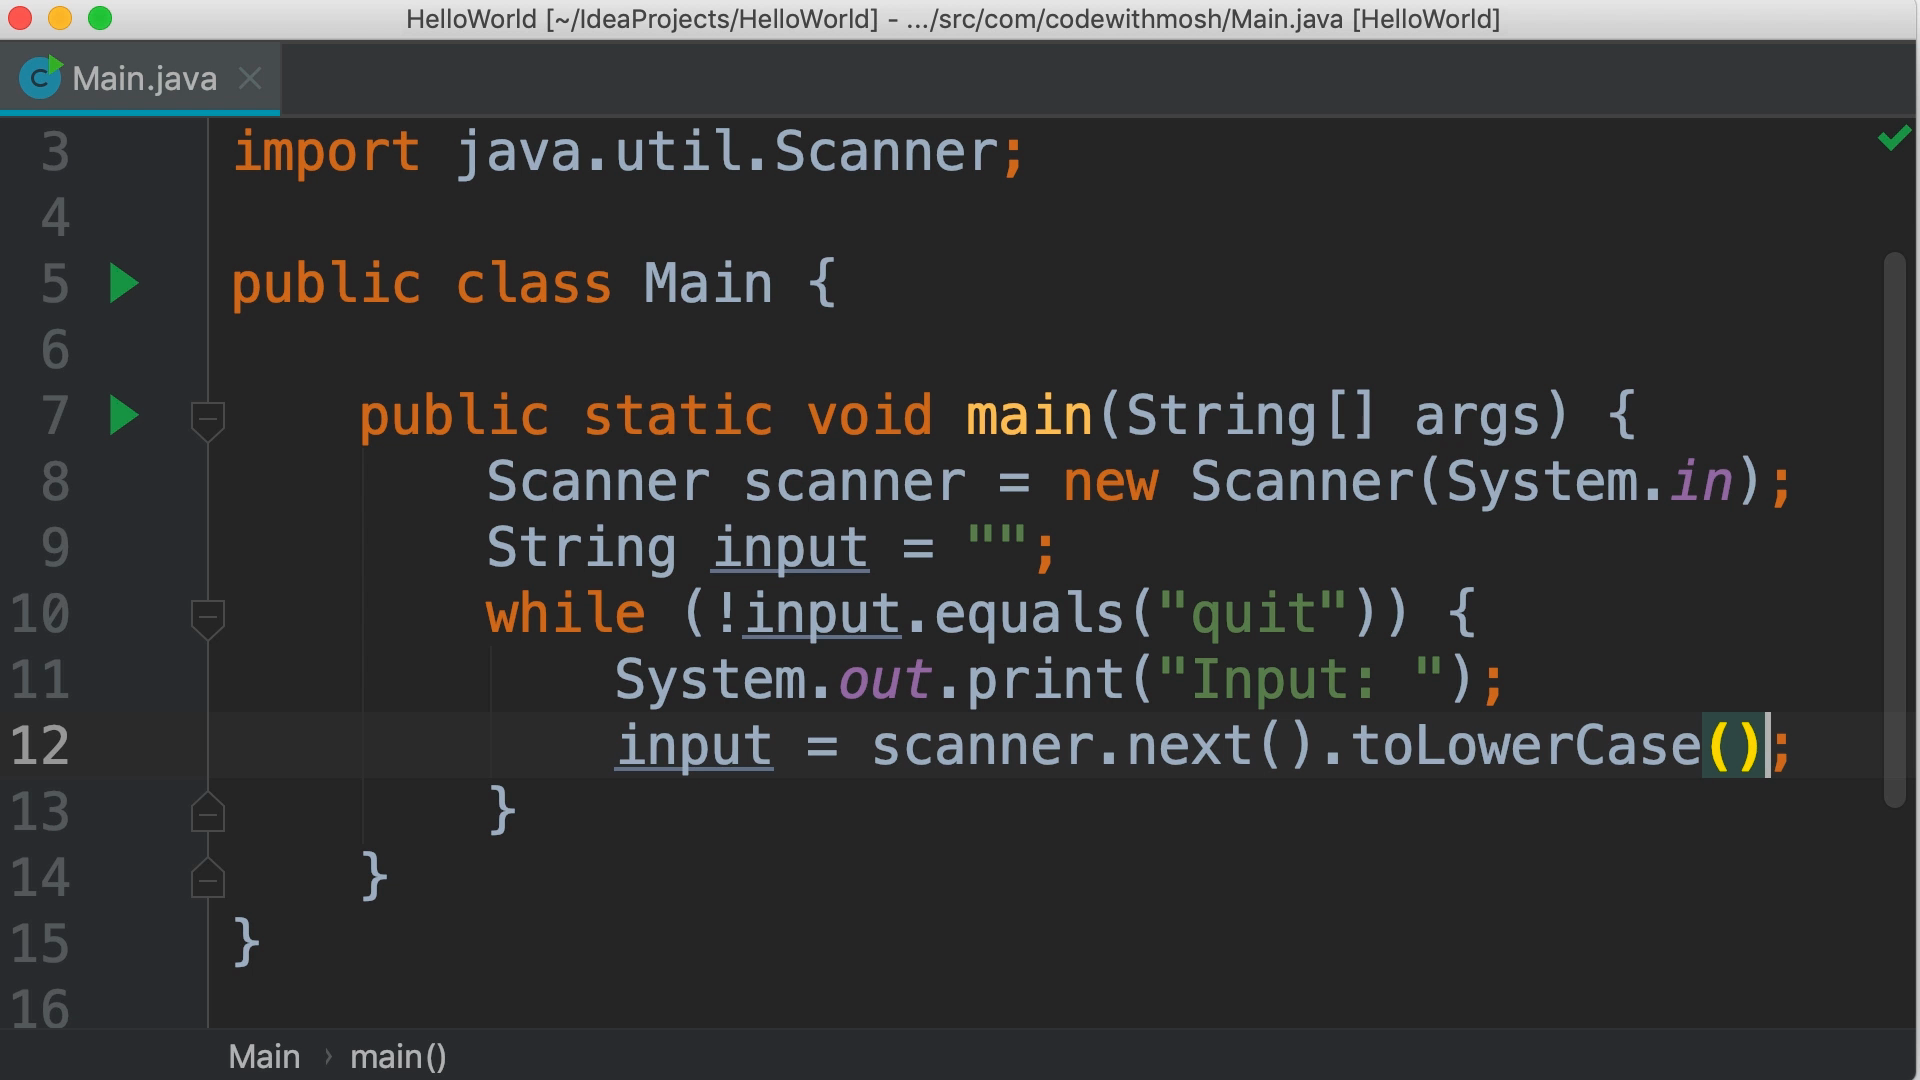 HelloWorld [~/IdeaProjects/HelloWorld] - .../src/com/codewithmosh/Main.java [HelloWorld]
C Main.java
3 import java.util.Scanner;
4
5 public class Main {
6
7 public static void main(String[] args) {
8 Scanner scanner = new Scanner(System.in);
9 String input = "";
10 while (!input.equals("quit")) {
11 System.out.print("Input: ");
12 input = scanner.next().toLowerCase();
13 }
14 }
15 }
16
Main › main()